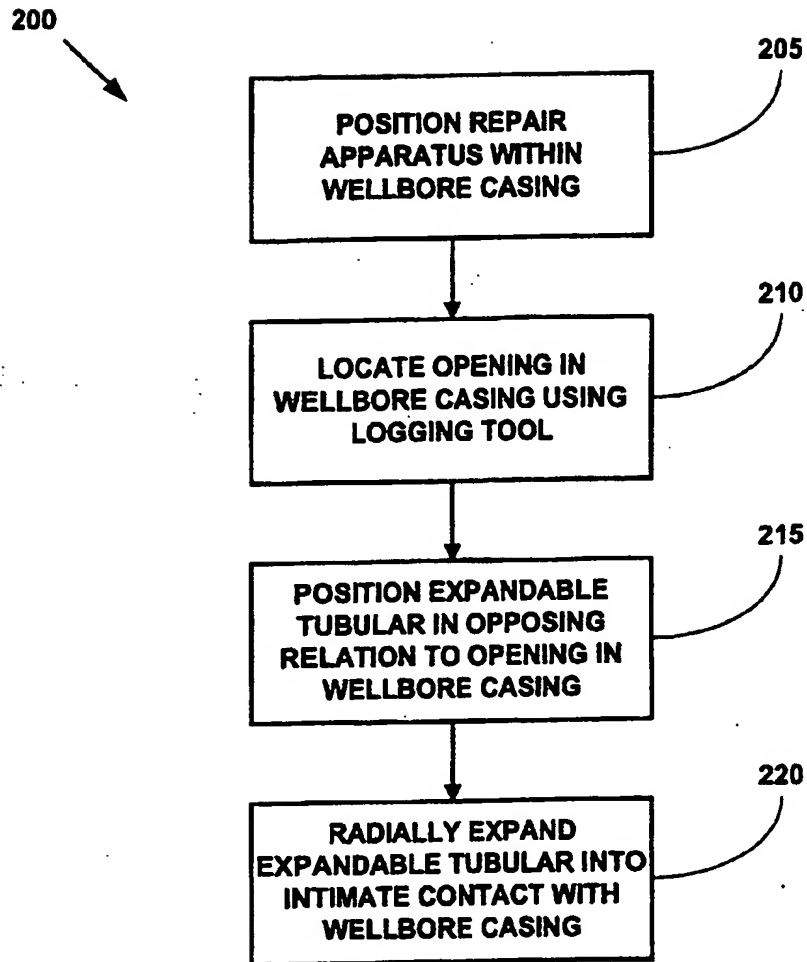 200
205
POSITION REPAIR
APPARATUS WITHIN
WELLBORE CASING
210
LOCATE OPENING IN
WELLBORE CASING USING
LOGGING TOOL
215
POSITION EXPANDABLE
TUBULAR IN OPPOSING
RELATION TO OPENING IN
WELLBORE CASING
220
RADIALLY EXPAND
EXPANDABLE TUBULAR INTO
INTIMATE CONTACT WITH
WELLBORE CASING